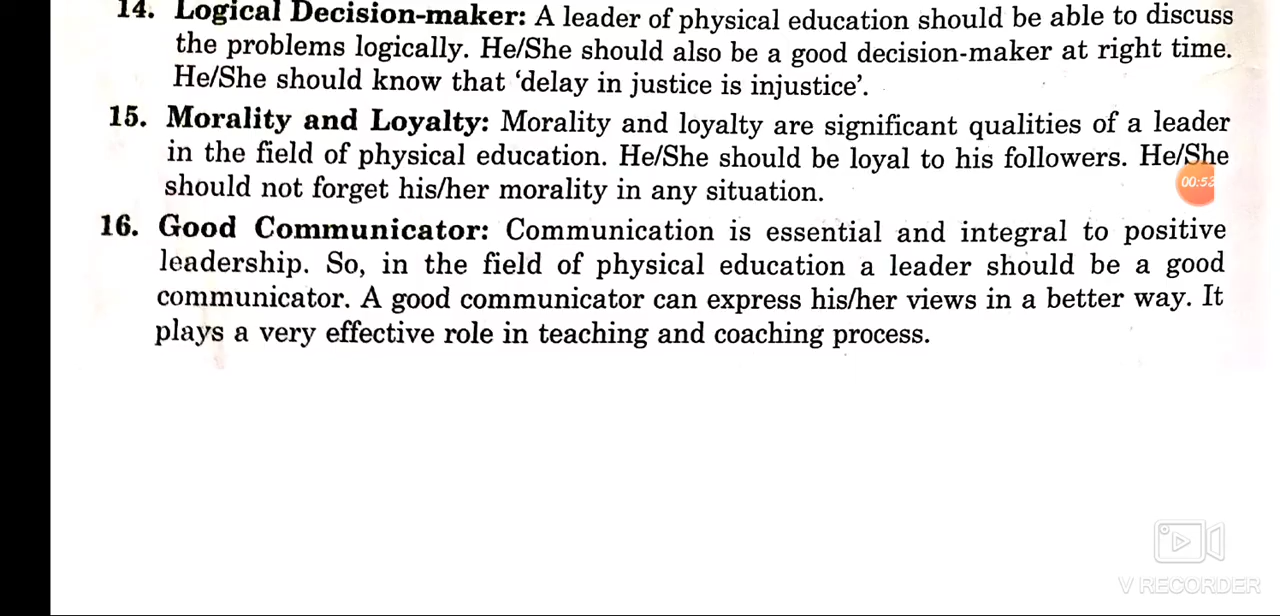 14. Logical Decision-maker: A leader of physical education should be able to discuss
the problems logically. He/She should also be a good decision-maker at right time.
He/She should know that ‘delay in justice is injustice’.
15. Morality and Loyalty: Morality and loyalty are significant qualities of a leader
in the field of physical education. He/She should be loyal to his followers. He/She
should not forget his/her morality in any situation.
00:53
16. Good Communicator: Communication is essential and integral to positive
leadership. So, in the field of physical education a leader should be a good
communicator. A good communicator can express his/her views in a better way. It
plays a very effective role in teaching and coaching process.
V RECORDER